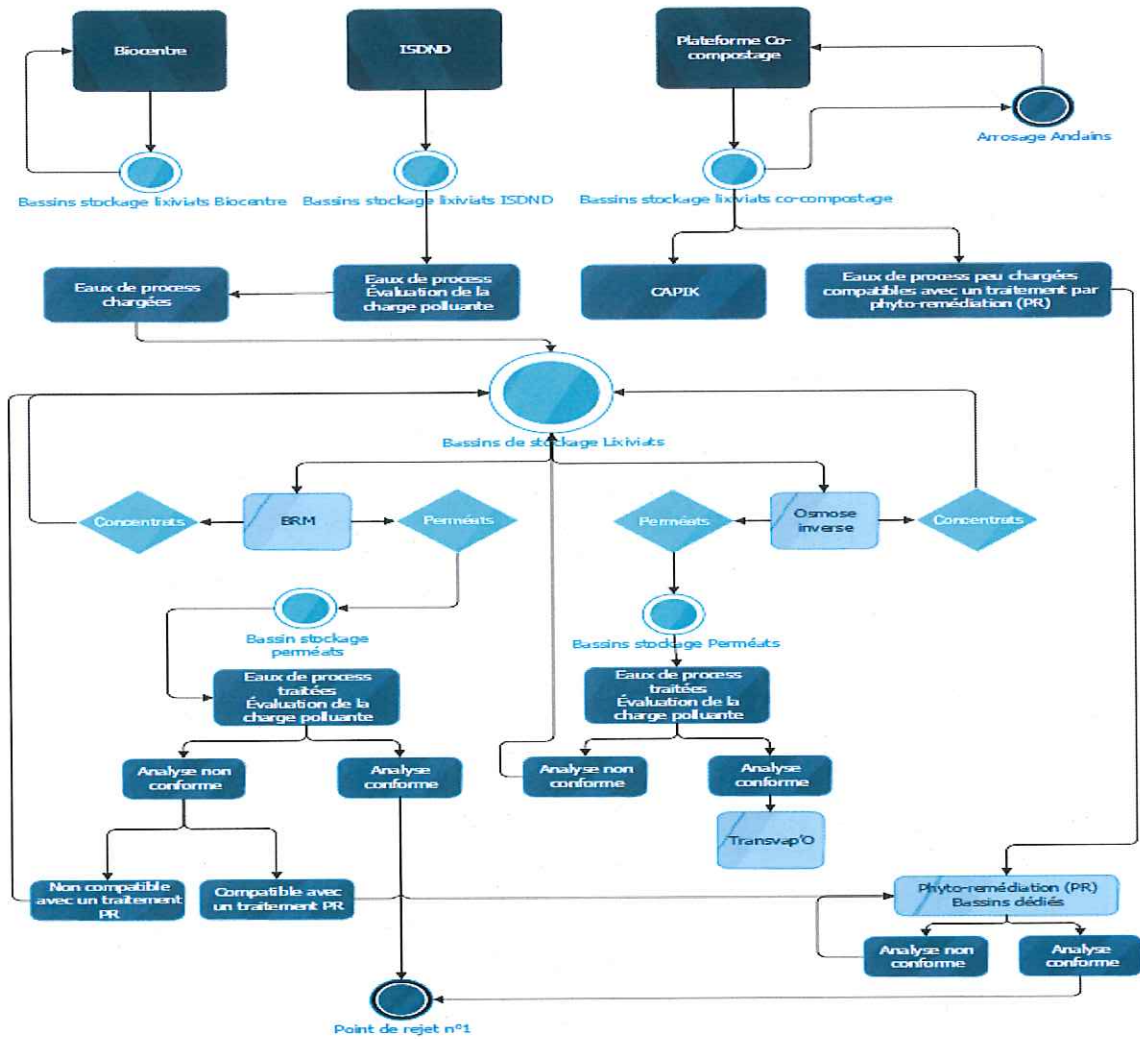 Biocentre
ISDND
Plateforme Co-
compostage
Arrosage Andains
Bassins stockage lixiviats Biocentre
Bassins stockage lixiviats ISDND
Bassins stockage lixiviats co-compostage
Eaux de process
chargées
Eaux de process
Évaluation de la
charge polluante
CAPIK
Eaux de process peu chargées
compatibles avec un traitement par
phyto-remédiation (PR)
Bassins de stockage Lixiviats
Concentrats
BRM
Perméats
Perméats
Osmose
inverse
Concentrats
Bassin stockage
perméats
Bassins stockage Perméats
Eaux de process
traitées
Évaluation de la
charge polluante
Eaux de process
traitées
Évaluation de la
charge polluante
Analyse non
conforme
Analyse
conforme
Analyse non
conforme
Analyse
conforme
Transvap'O
Non compatible
avec un traitement
PR
Compatible avec
un traitement PR
Phyto-remédiation (PR)
Bassins dédiés
Analyse non
conforme
Analyse
conforme
Point de rejet n°1